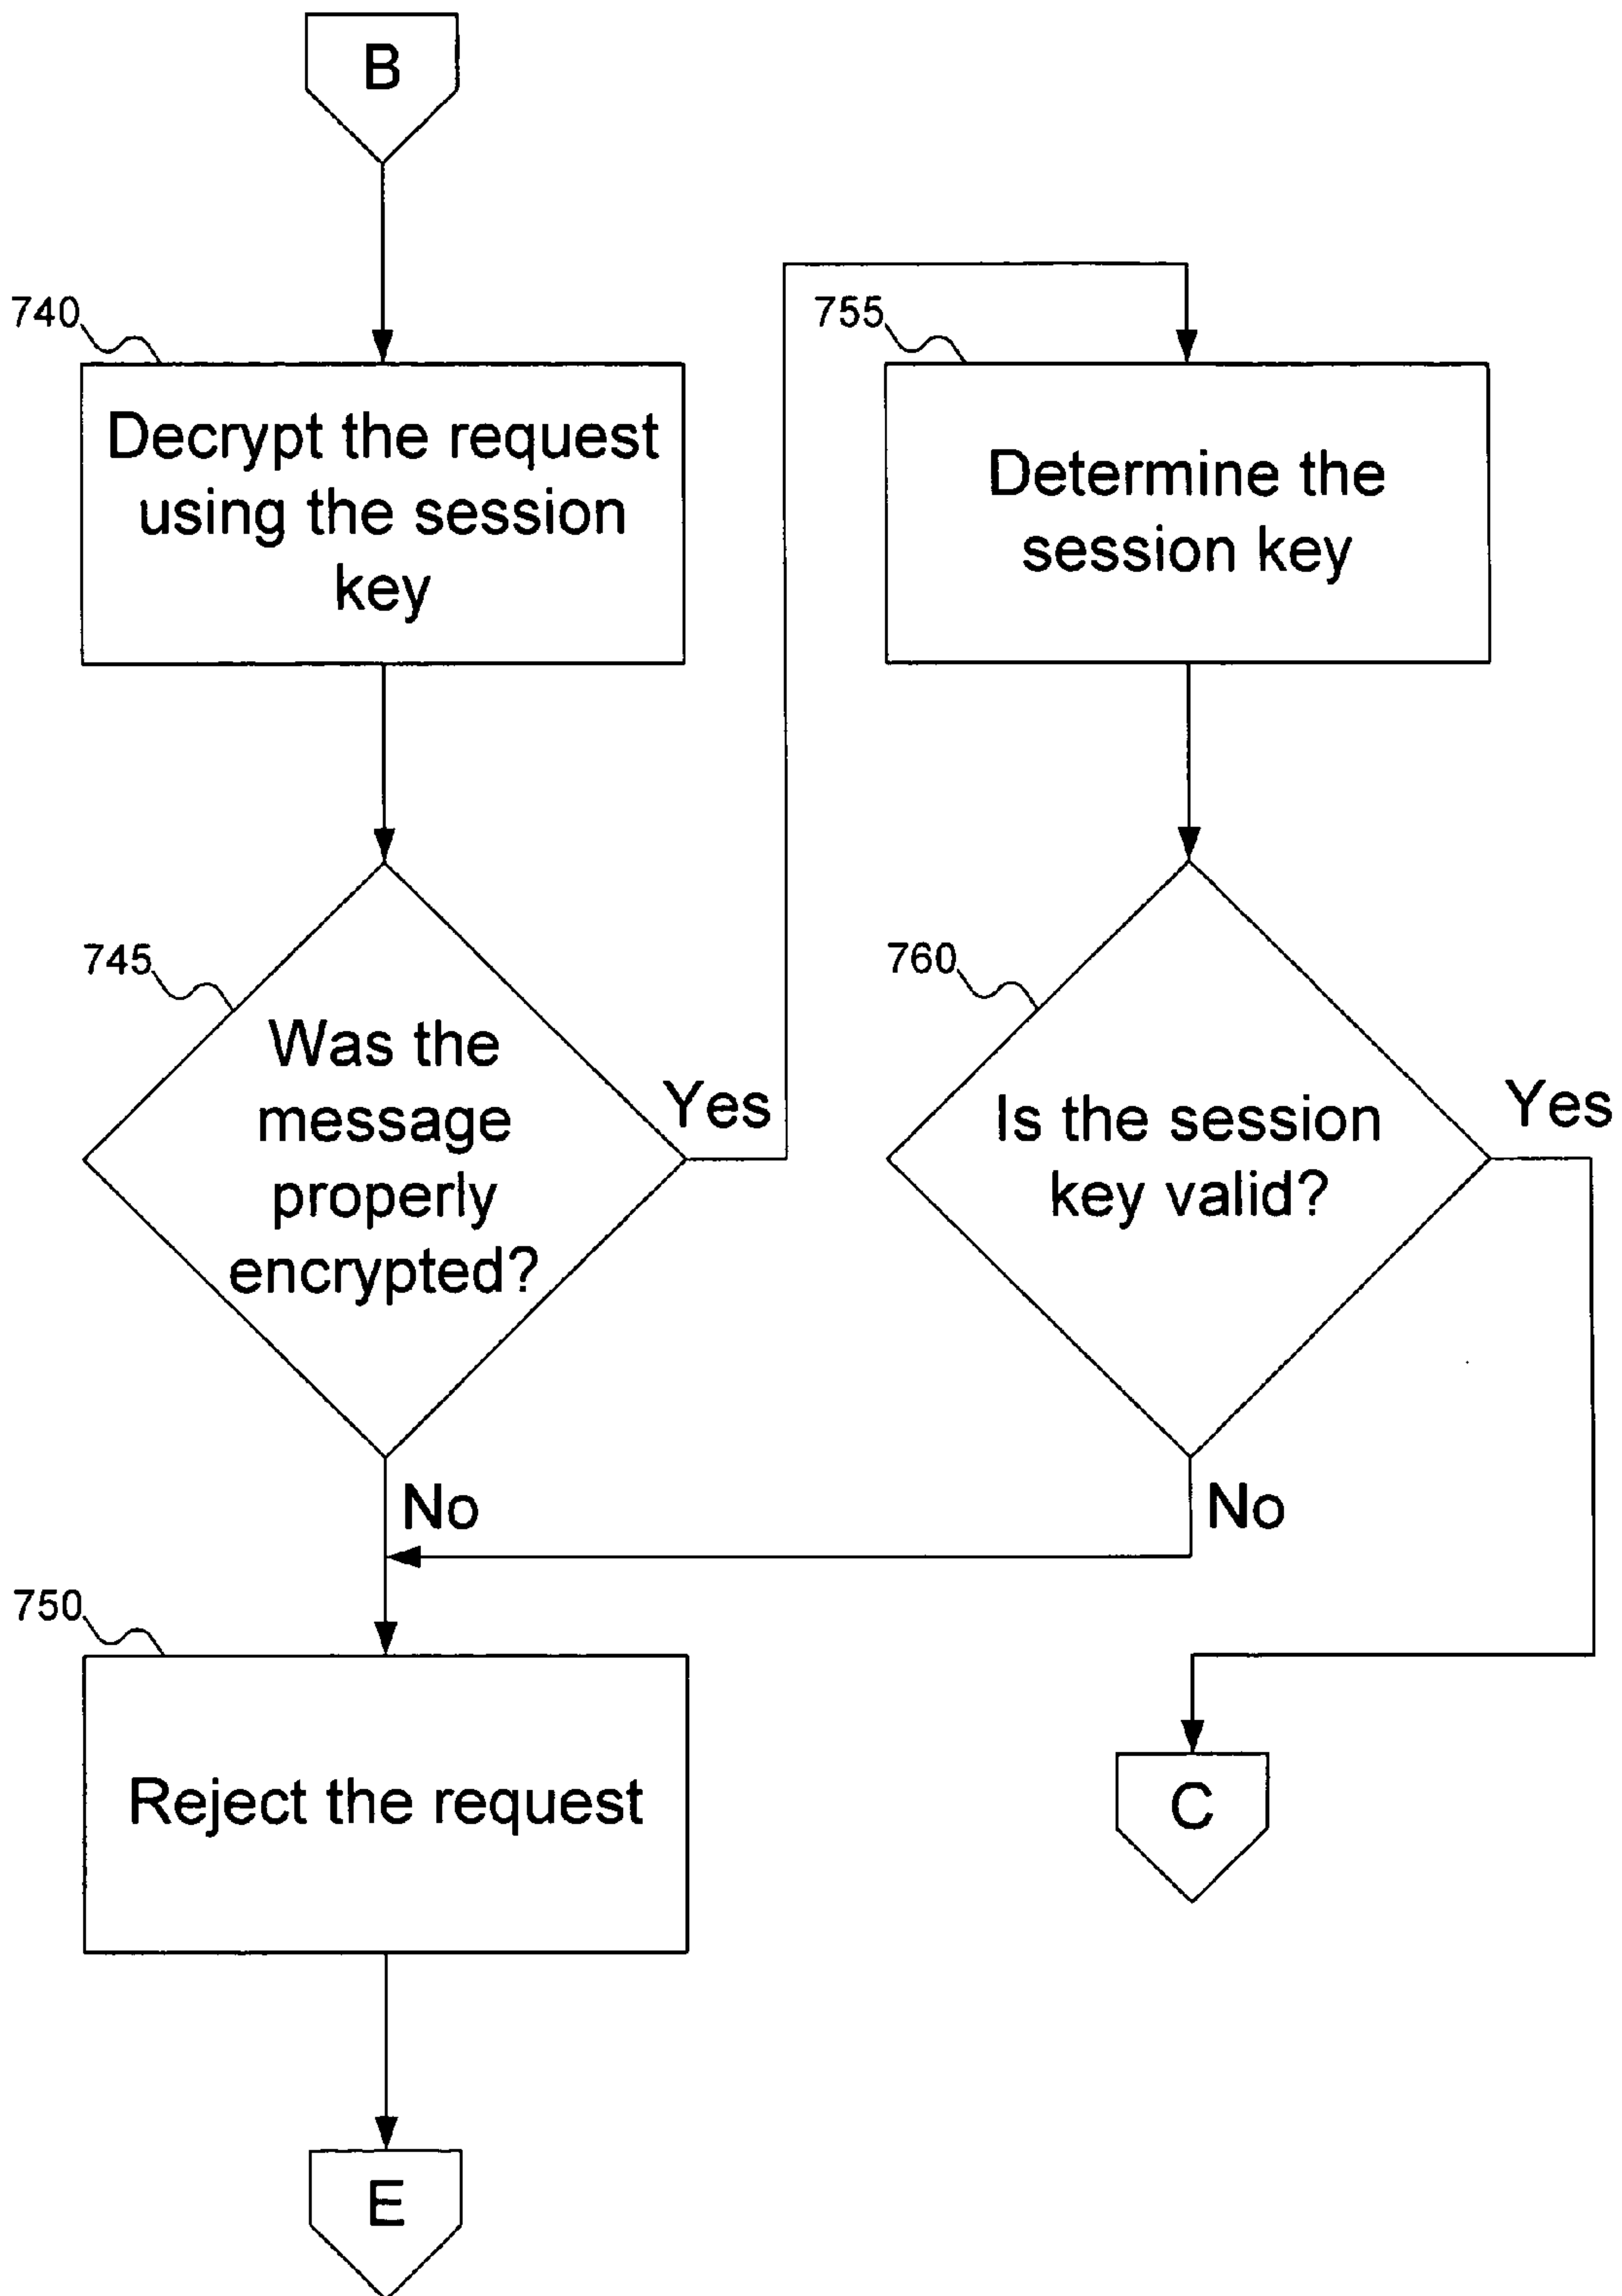 B
740
Decrypt the request
using the session
key
745
Was the
message
properly
encrypted?
Yes
No
750
Reject the request
E
755
Determine the
session key
760
Is the session
key valid?
Yes
No
C